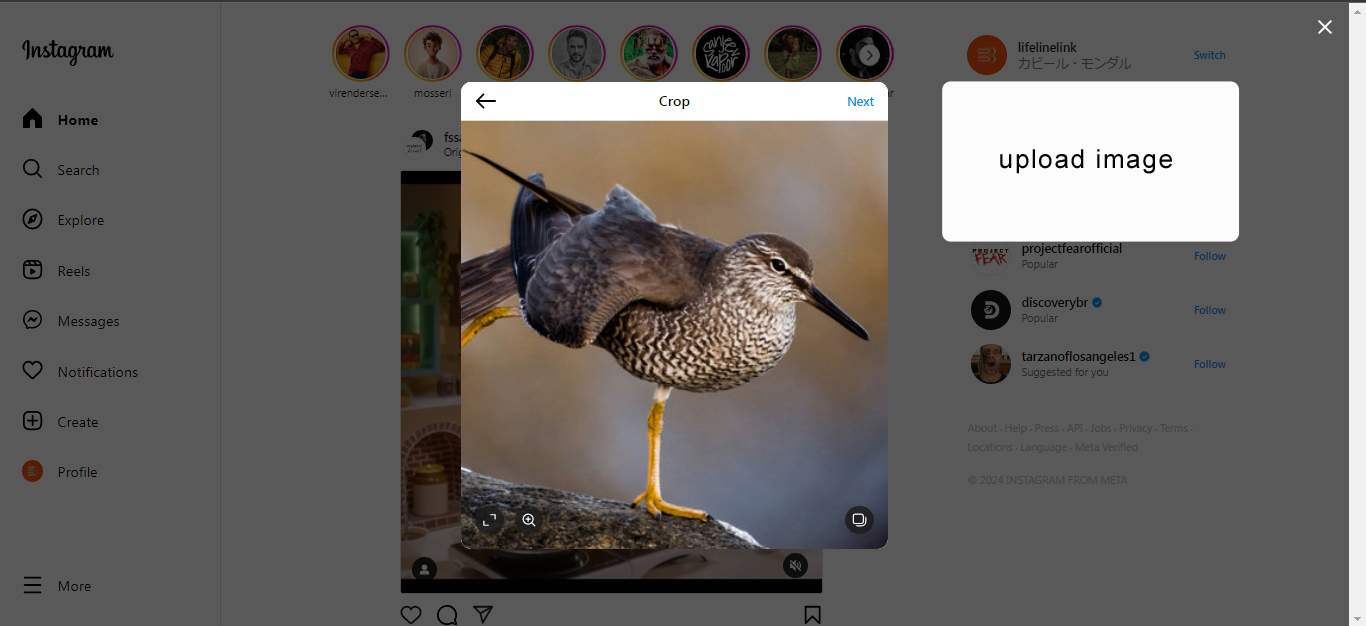 Instagram
Home
Search
Explore
Reels
Messages
Notifications
Create
Profile
More
virenderse...
mosseri
Crop
Next
upload image
lifelinelink
カビール・モンダル
Switch
PROJECT
FEAR
projectfearofficial
Popular
Follow
discoverybr
Popular
Follow
tarzanoflosangeles1
Suggested for you
Follow
About · Help · Press · API · Jobs · Privacy · Terms ·
Locations · Language · Meta Verified
© 2024 INSTAGRAM FROM META